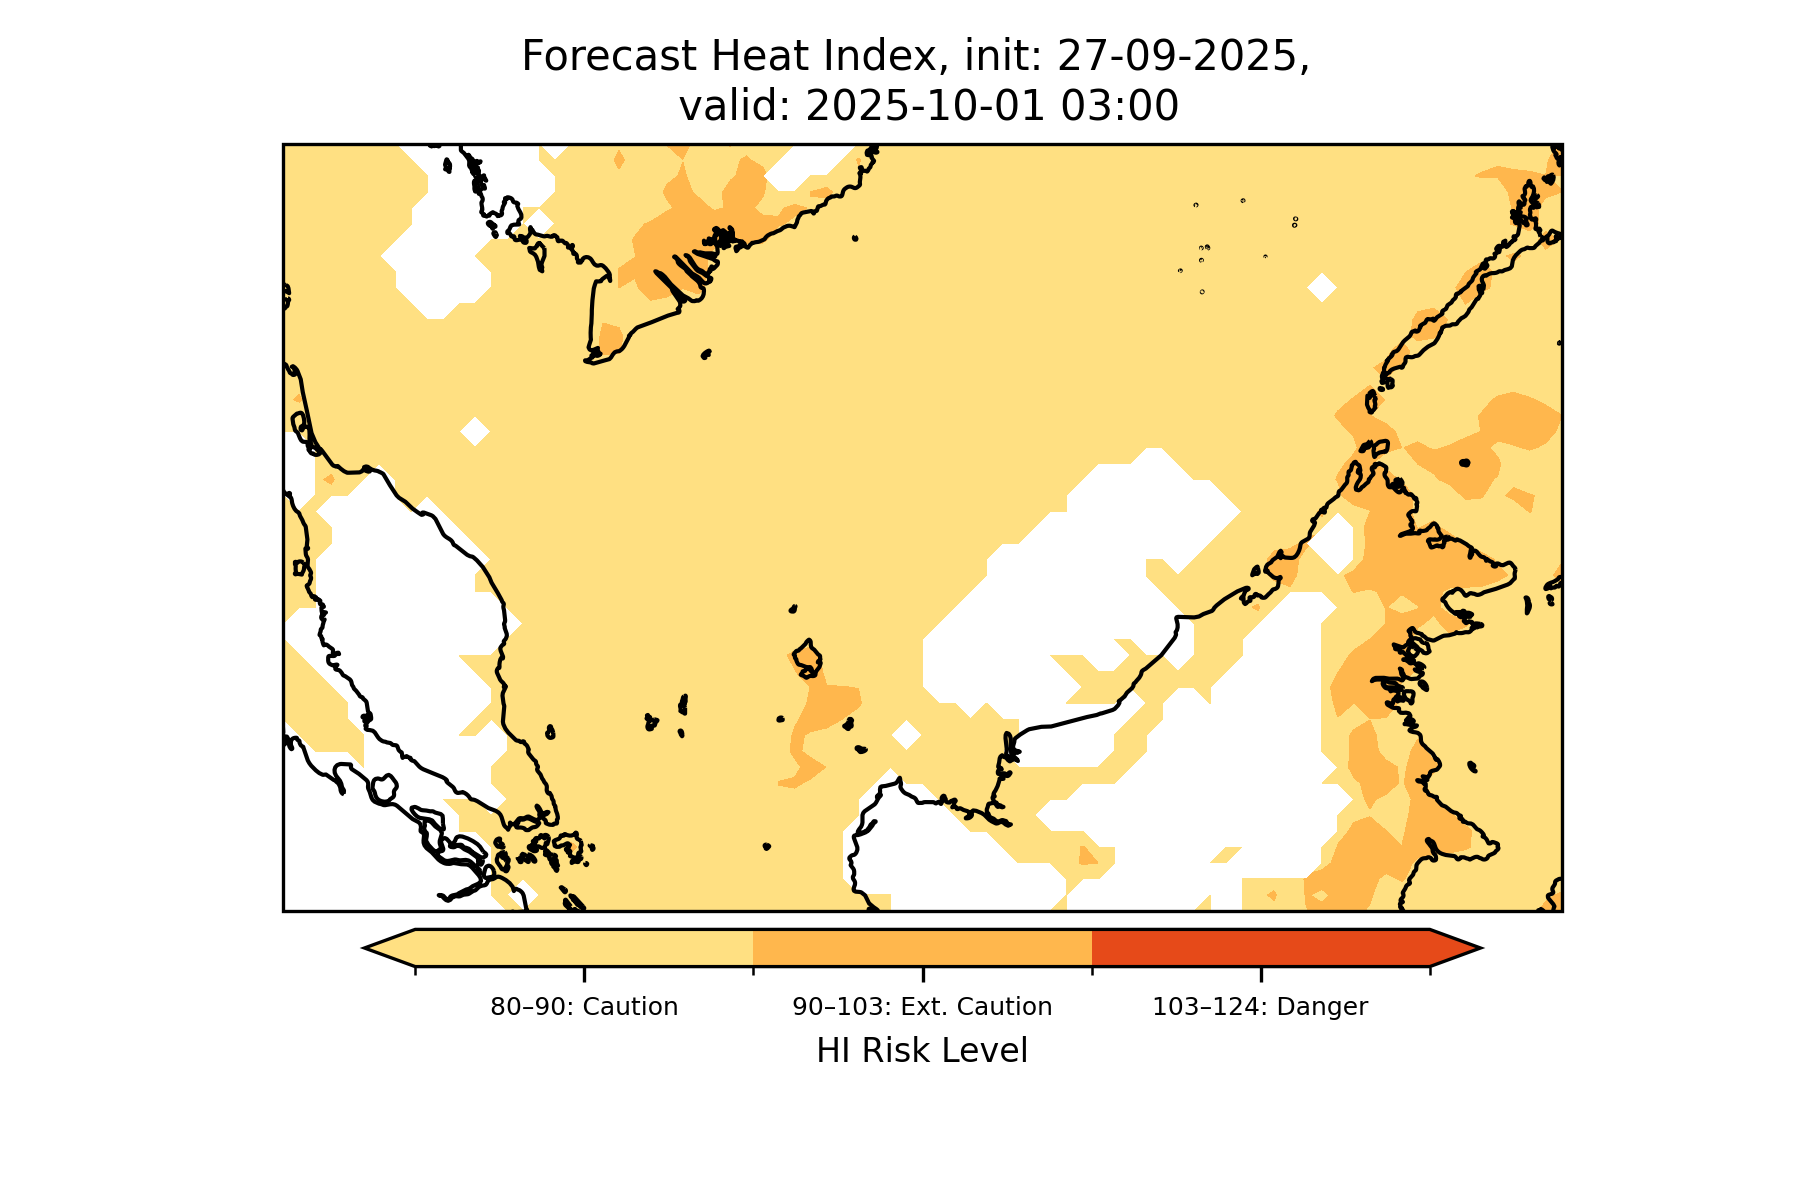 Forecast Heat Index, init: 27-09-2025,
valid: 2025-10-01 03:00
80–90: Caution
90–103: Ext. Caution
103–124: Danger
HI Risk Level